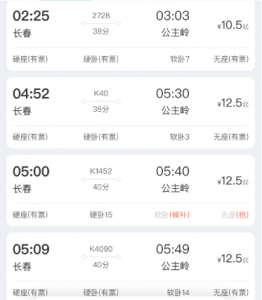 02:25 2728 03:03 ¥10.5起
长春 38分 公主岭
硬座(有票) 硬卧(有票) 软卧7 无座(有票)
04:52 K40 05:30 ¥12.5起
长春 38分 公主岭
硬座(有票) 硬卧(有票) 软卧3 无座(有票)
05:00 K1452 05:40 ¥12.5起
长春 40分 公主岭
硬座(有票) 硬卧15 软卧(候补) 无座(抢)
05:09 K4090 05:49 ¥12.5起
长春 40分 公主岭
硬座(有票) 硬卧(有票) 软卧14 无座(有票)